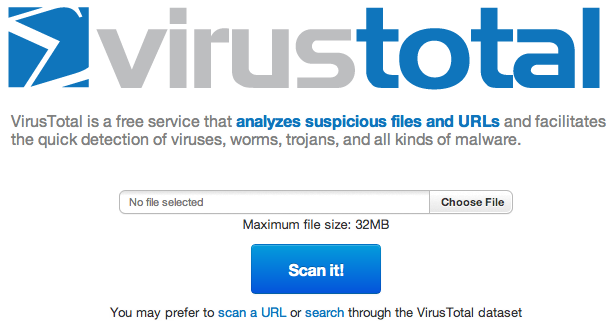 virustotal
VirusTotal is a free service that analyzes suspicious files and URLs and facilitates
the quick detection of viruses, worms, trojans, and all kinds of malware.
No file selected Choose File
Maximum file size: 32MB
Scan it!
You may prefer to scan a URL or search through the VirusTotal dataset